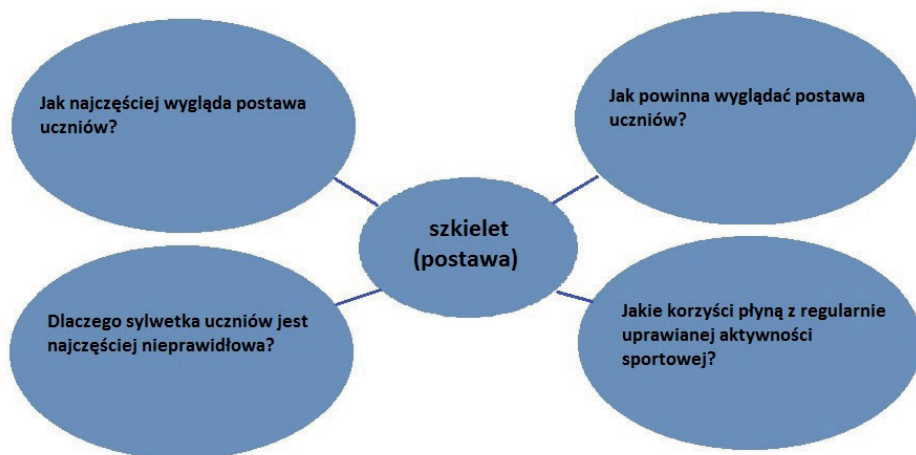 Jak najczęściej wygląda postawa
uczniów?
Jak powinna wyglądać postawa
uczniów?
szkielet
(postawa)
Dlaczego sylwetka uczniów jest
najczęściej nieprawidłowa?
Jakie korzyści płyną z regularnie
uprawianej aktywności
sportowej?